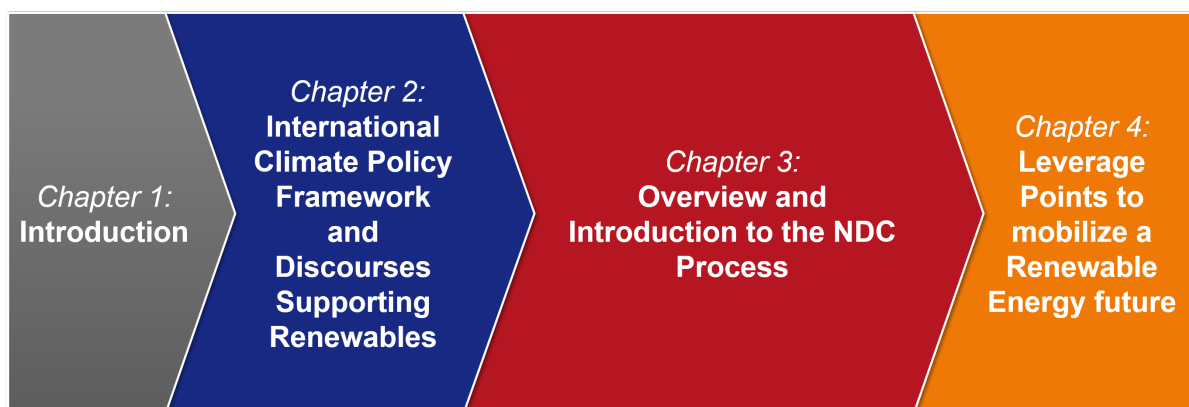 Chapter 1:
Introduction
Chapter 2:
International
Climate Policy
Framework
and
Discourses
Supporting
Renewables
Chapter 3:
Overview and
Introduction to the NDC
Process
Chapter 4:
Leverage
Points to
mobilize a
Renewable
Energy future